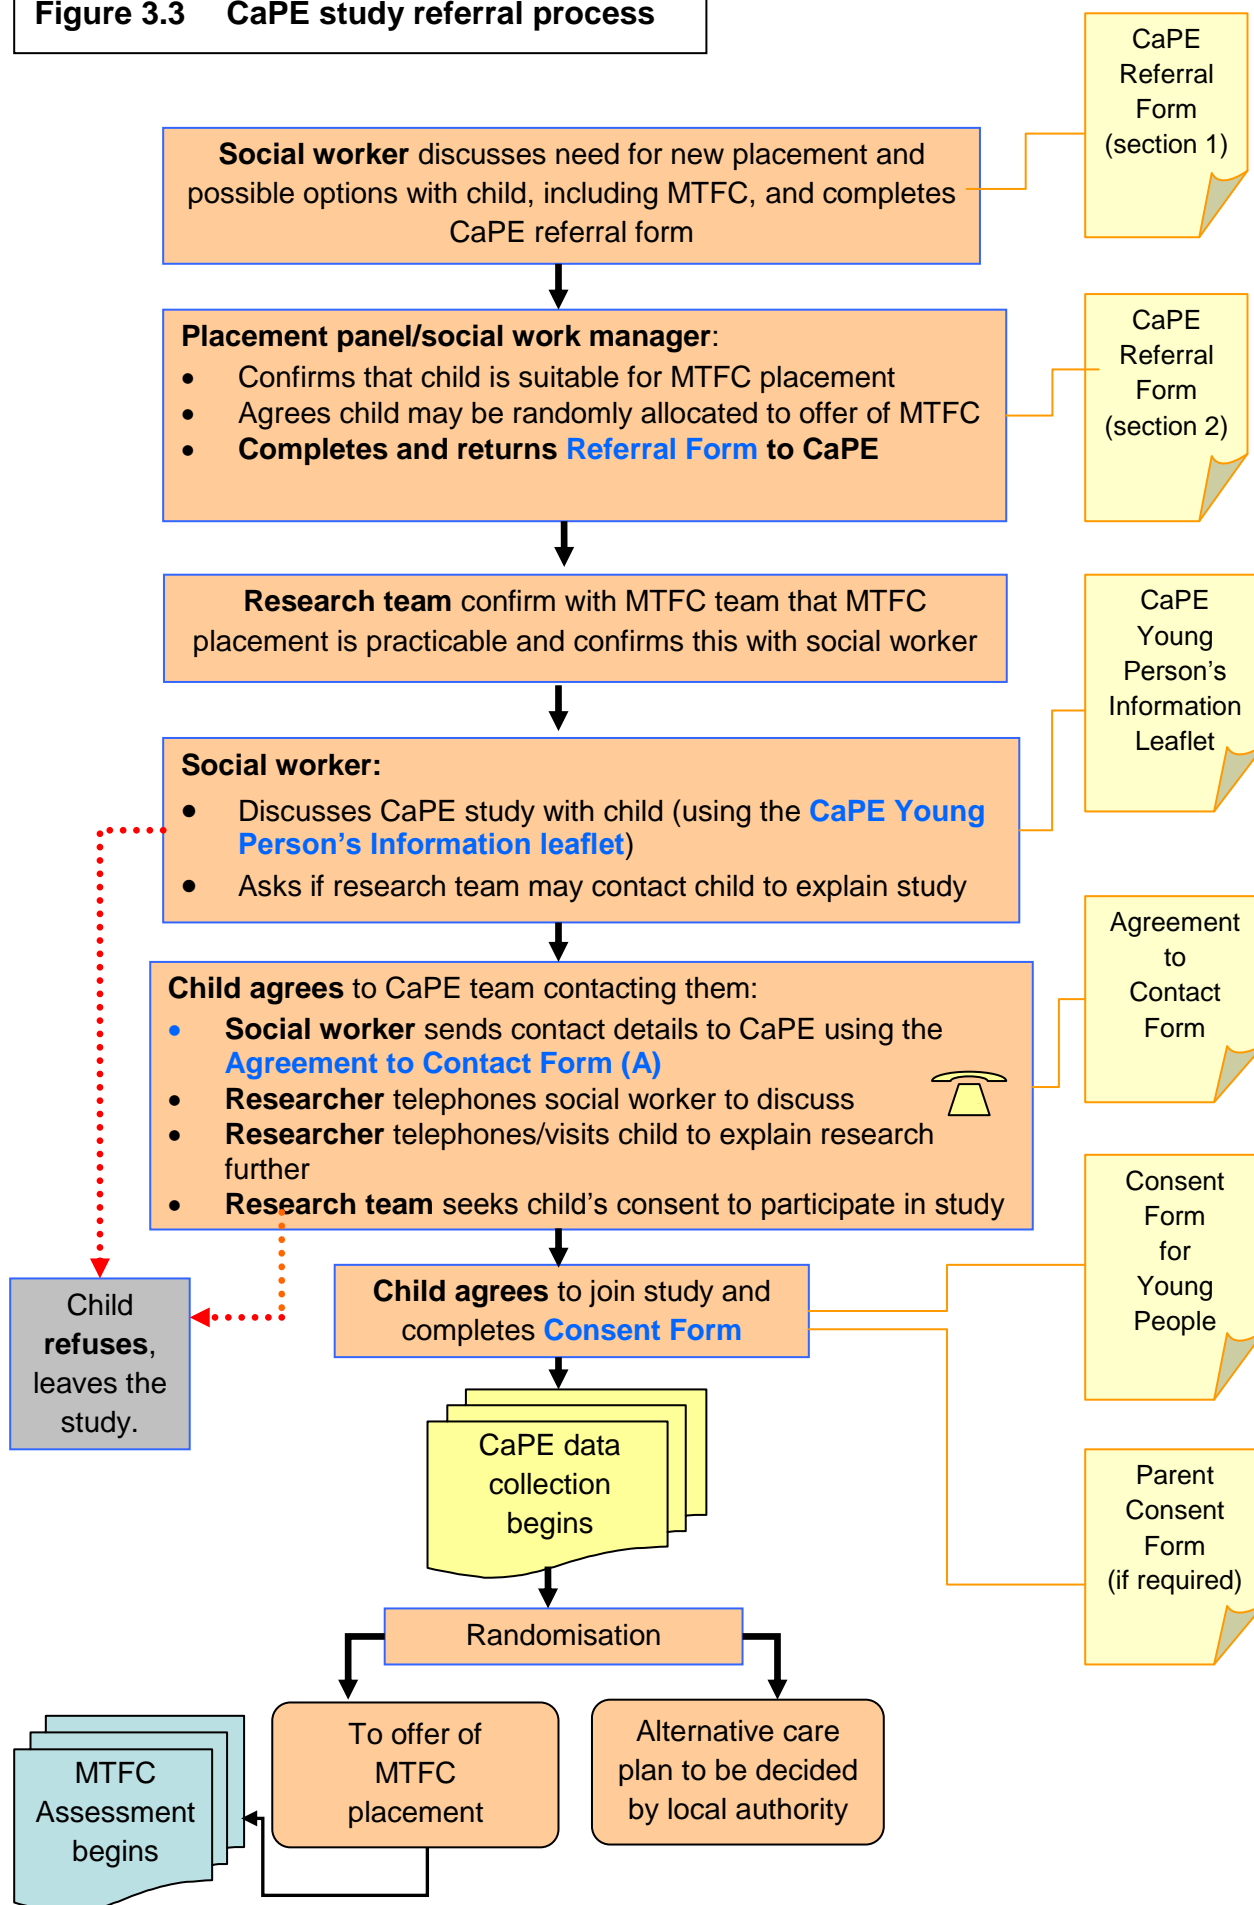 Figure 3.3 CaPE study referral process
CaPE
Referral
Form
(section 1)
Social worker discusses need for new placement and
possible options with child, including MTFC, and completes
CaPE referral form
Placement panel/social work manager:
• Confirms that child is suitable for MTFC placement
• Agrees child may be randomly allocated to offer of MTFC
• Completes and returns Referral Form to CaPE
CaPE
Referral
Form
(section 2)
Research team confirm with MTFC team that MTFC
placement is practicable and confirms this with social worker
CaPE
Young
Person's
Information
Leaflet
Social worker:
• Discusses CaPE study with child (using the CaPE Young
Person's Information leaflet)
• Asks if research team may contact child to explain study
Agreement
to
Contact
Form
Child agrees to CaPE team contacting them:
• Social worker sends contact details to CaPE using the
Agreement to Contact Form (A)
• Researcher telephones social worker to discuss
• Researcher telephones/visits child to explain research
further
• Research team seeks child's consent to participate in study
Consent
Form
for
Young
People
Child
refuses,
leaves the
study.
Child agrees to join study and
completes Consent Form
CaPE data
collection
begins
Parent
Consent
Form
(if required)
Randomisation
To offer of
MTFC
placement
Alternative care
plan to be decided
by local authority
MTFC
Assessment
begins